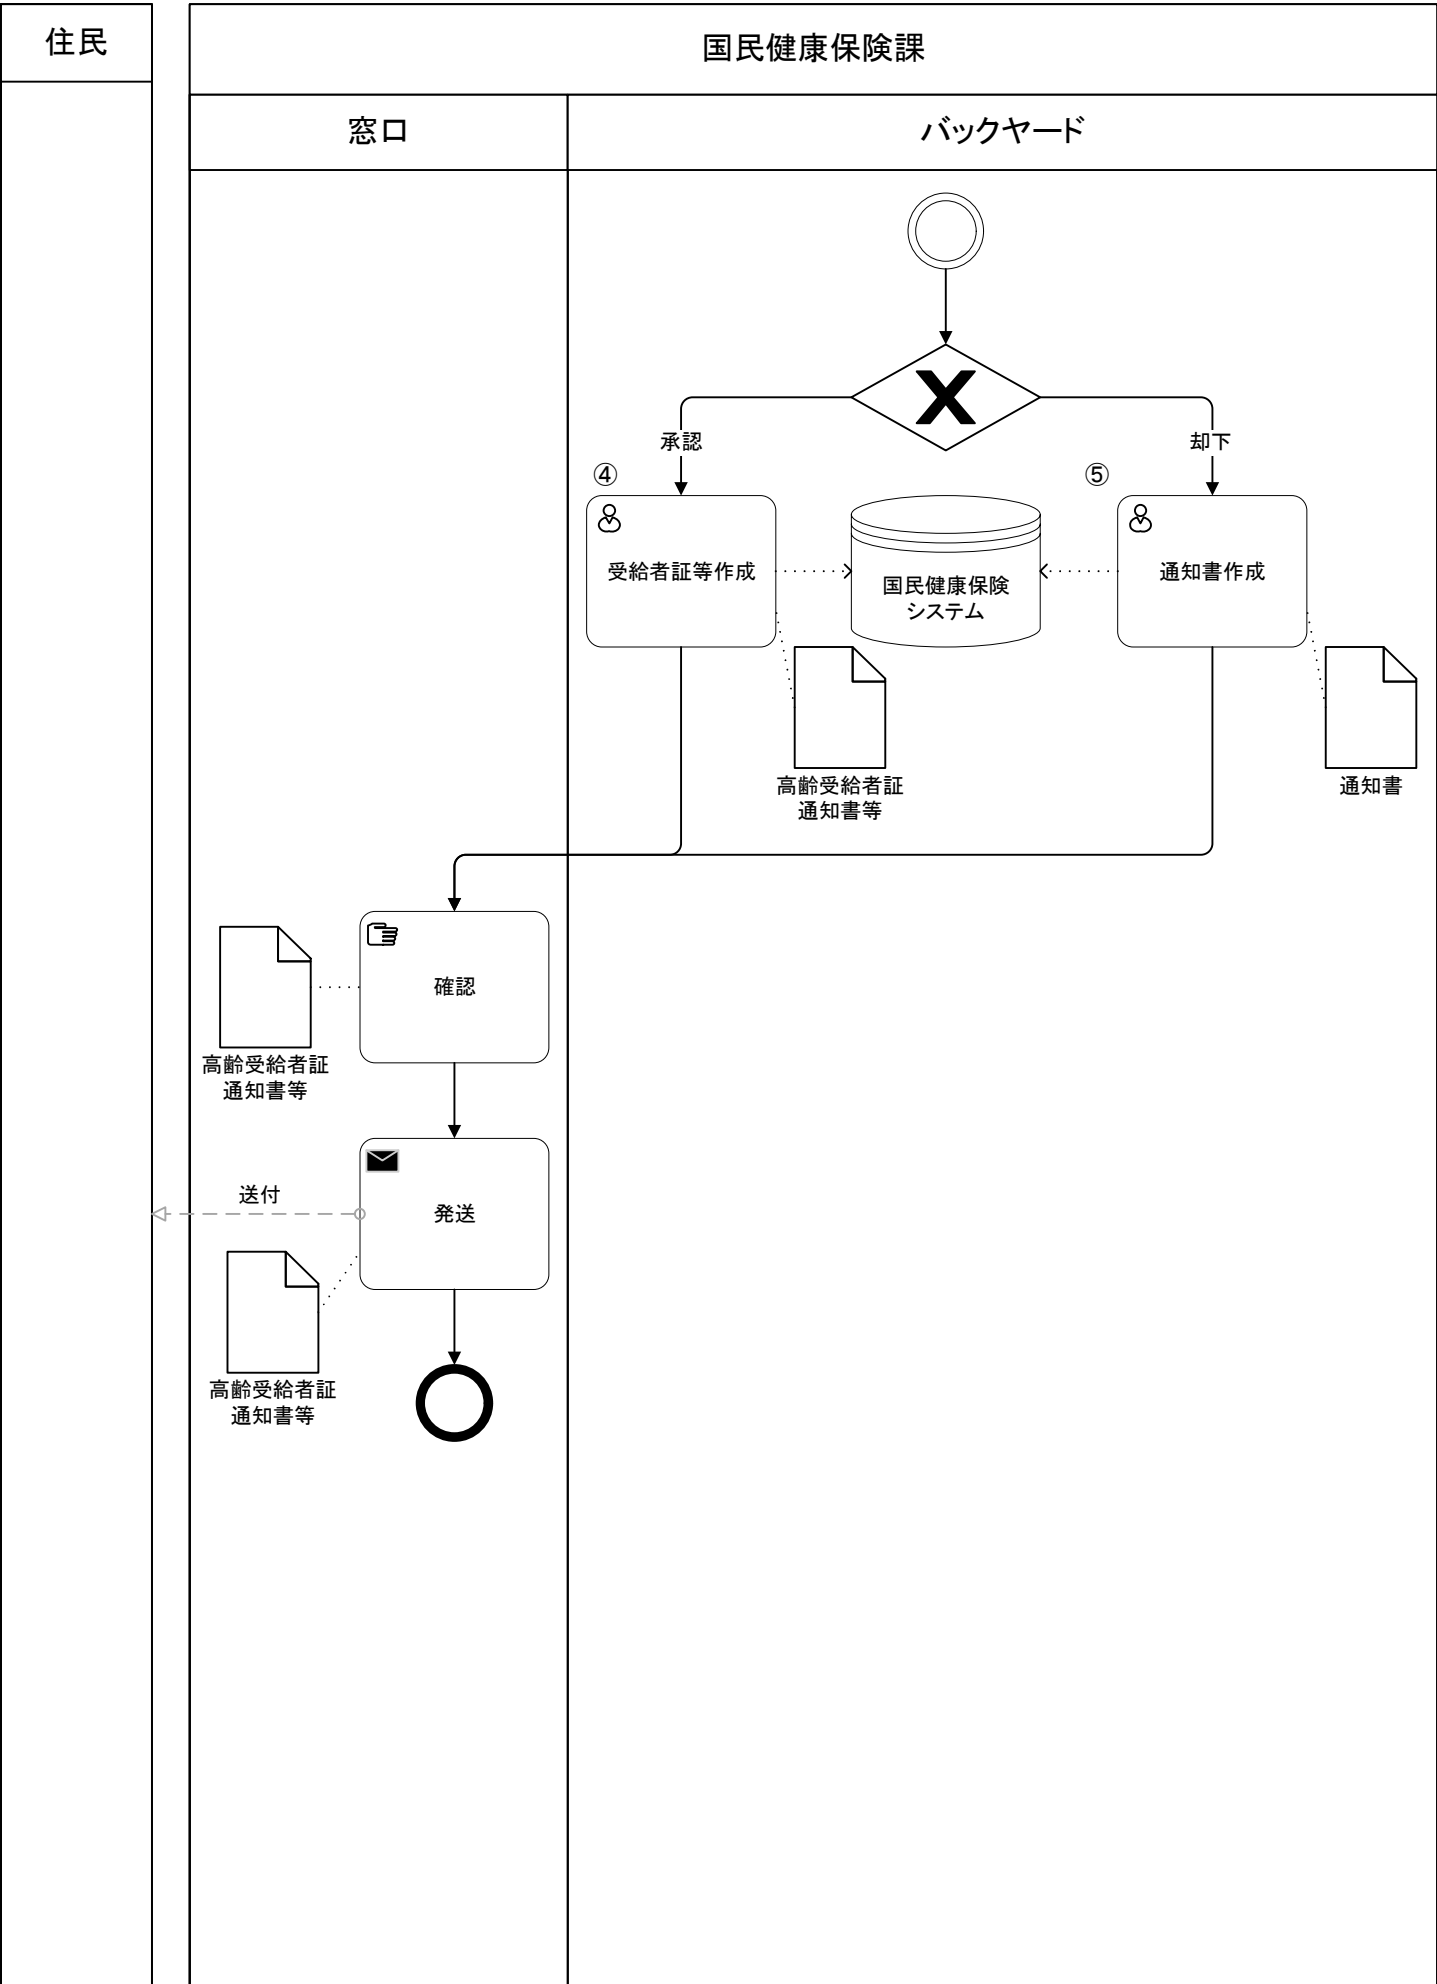 住民
国民健康保険課
窓口
バックヤード
承認
却下
④
⑤
受給者証等作成
国民健康保険
システム
通知書作成
高齢受給者証
通知書等
通知書
確認
高齢受給者証
通知書等
送付
発送
高齢受給者証
通知書等